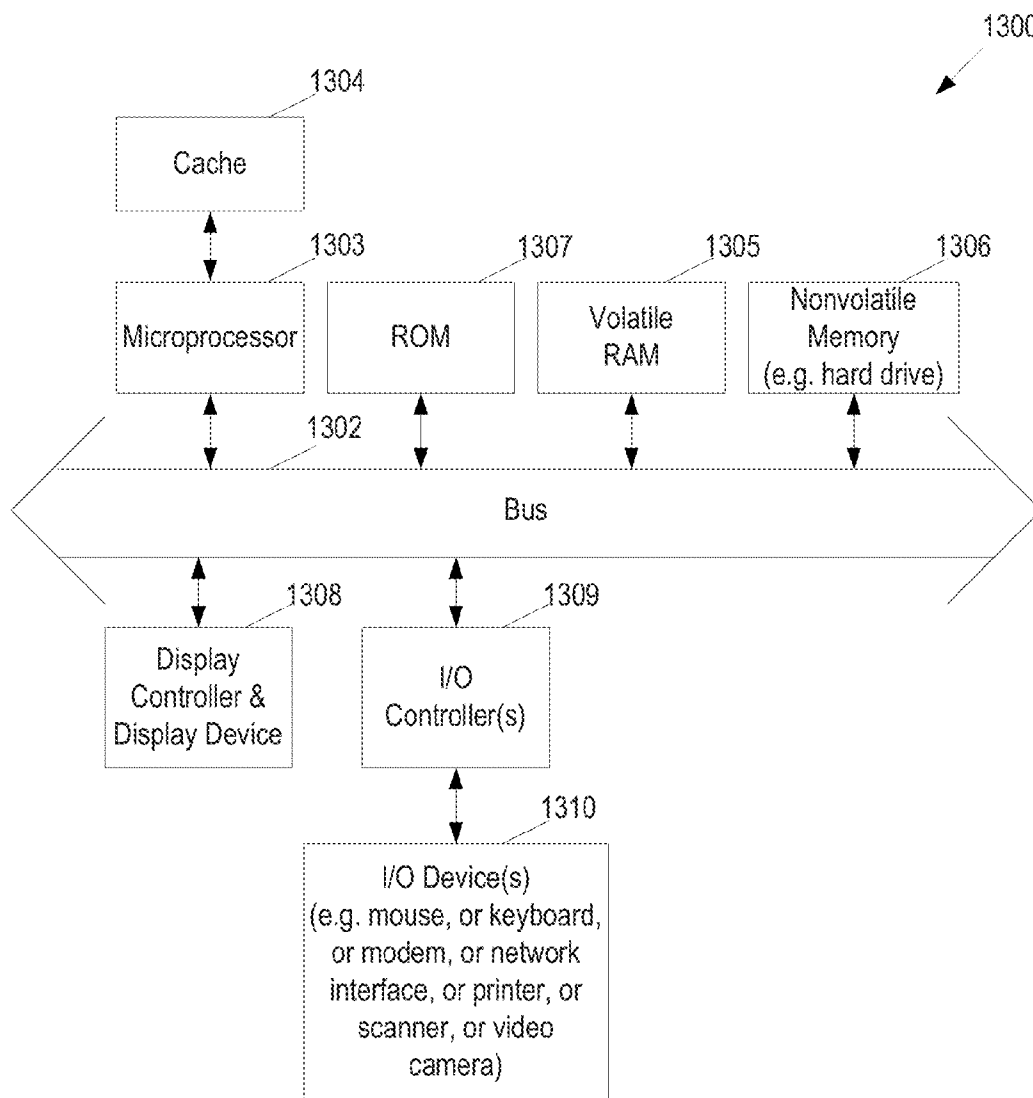 1300
1304
Cache
1303
1307
1305
1306
Microprocessor
ROM
Volatile
RAM
Nonvolatile
Memory
(e.g. hard drive)
1302
Bus
1308
1309
Display
Controller &
Display Device
I/O
Controller(s)
1310
I/O Device(s)
(e.g. mouse, or keyboard,
or modem, or network
interface, or printer, or
scanner, or video
camera)